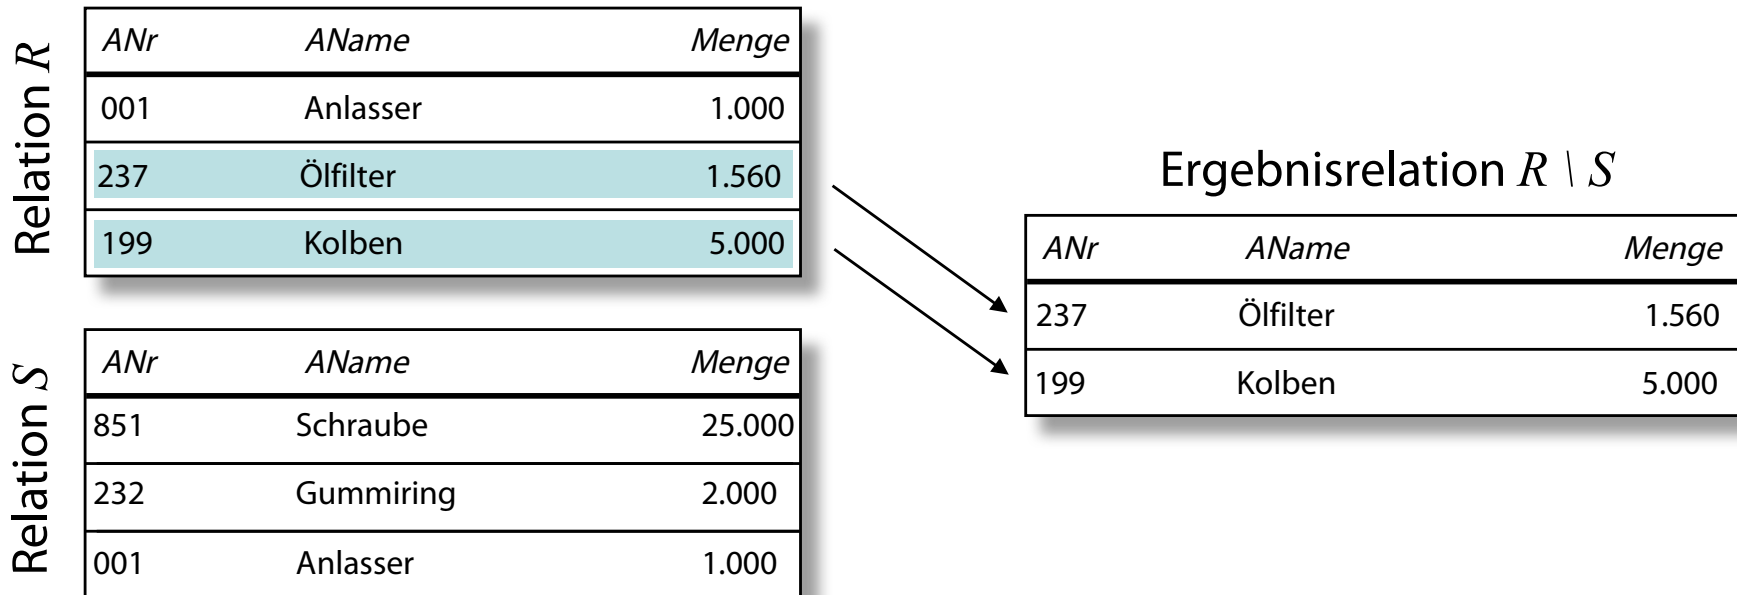 Relation R
ANr AName Menge
001 Anlasser 1.000
237 Ölfilter 1.560
199 Kolben 5.000
Relation S
ANr AName Menge
851 Schraube 25.000
232 Gummiring 2.000
001 Anlasser 1.000
Ergebnisrelation R \ S
ANr AName Menge
237 Ölfilter 1.560
199 Kolben 5.000